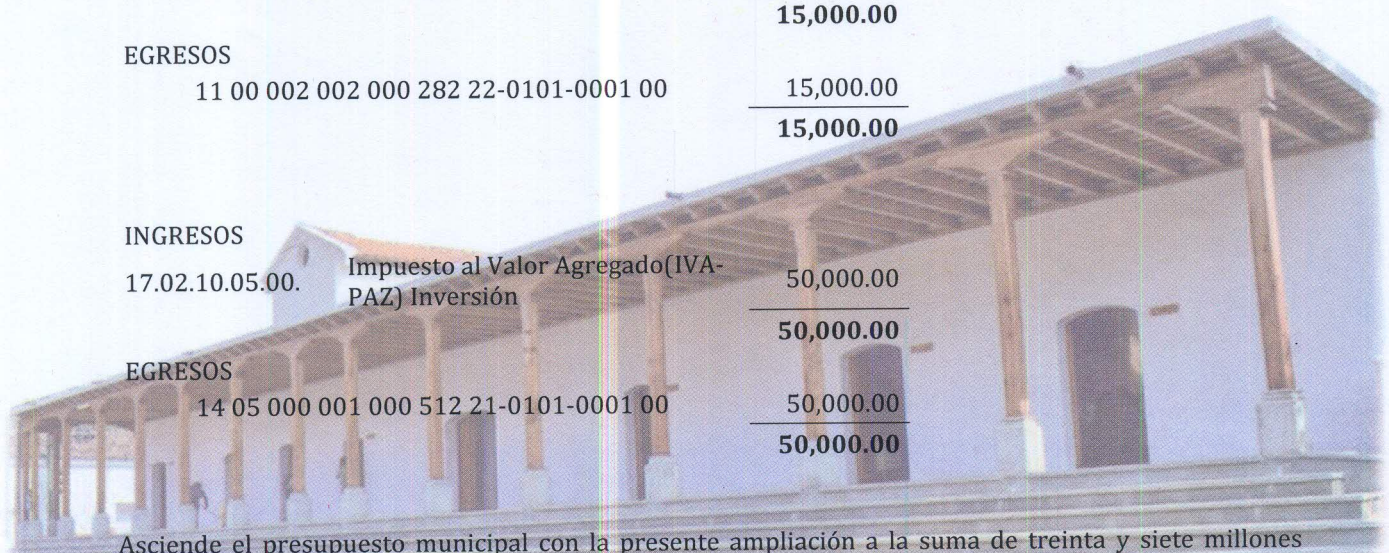 15,000.00
EGRESOS
11 00 002 002 000 282 22-0101-0001 00 15,000.00
15,000.00
INGRESOS
17.02.10.05.00. Impuesto al Valor Agregado(IVA-
PAZ) Inversión 50,000.00
50,000.00
EGRESOS
14 05 000 001 000 512 21-0101-0001 00 50,000.00
50,000.00
Asciende el presupuesto municipal con la presente ampliación a la suma de treinta y siete millones